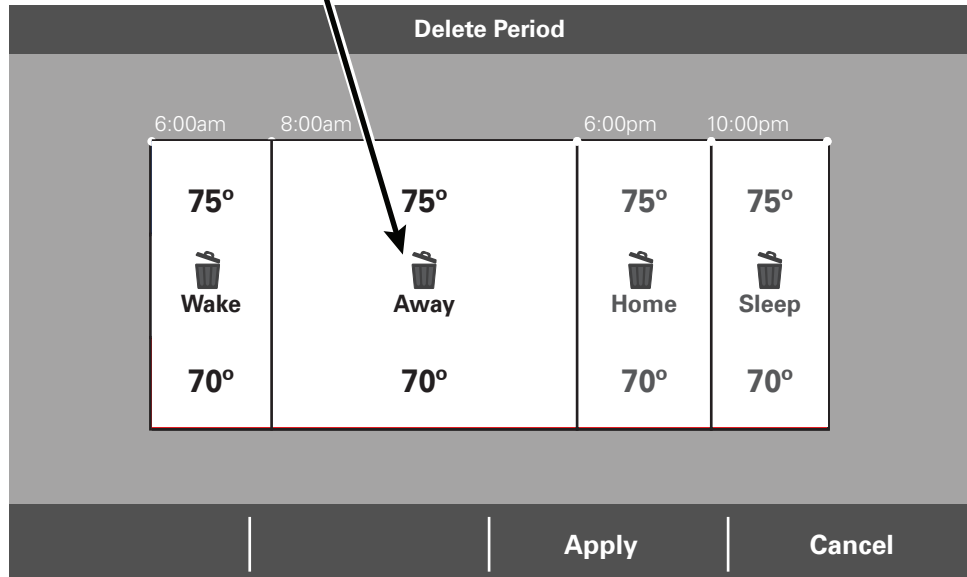 Delete Period
6:00am 8:00am 6:00pm 10:00pm
75º 75º 75º 75º
Wake Away Home Sleep
70º 70º 70º 70º
Apply Cancel